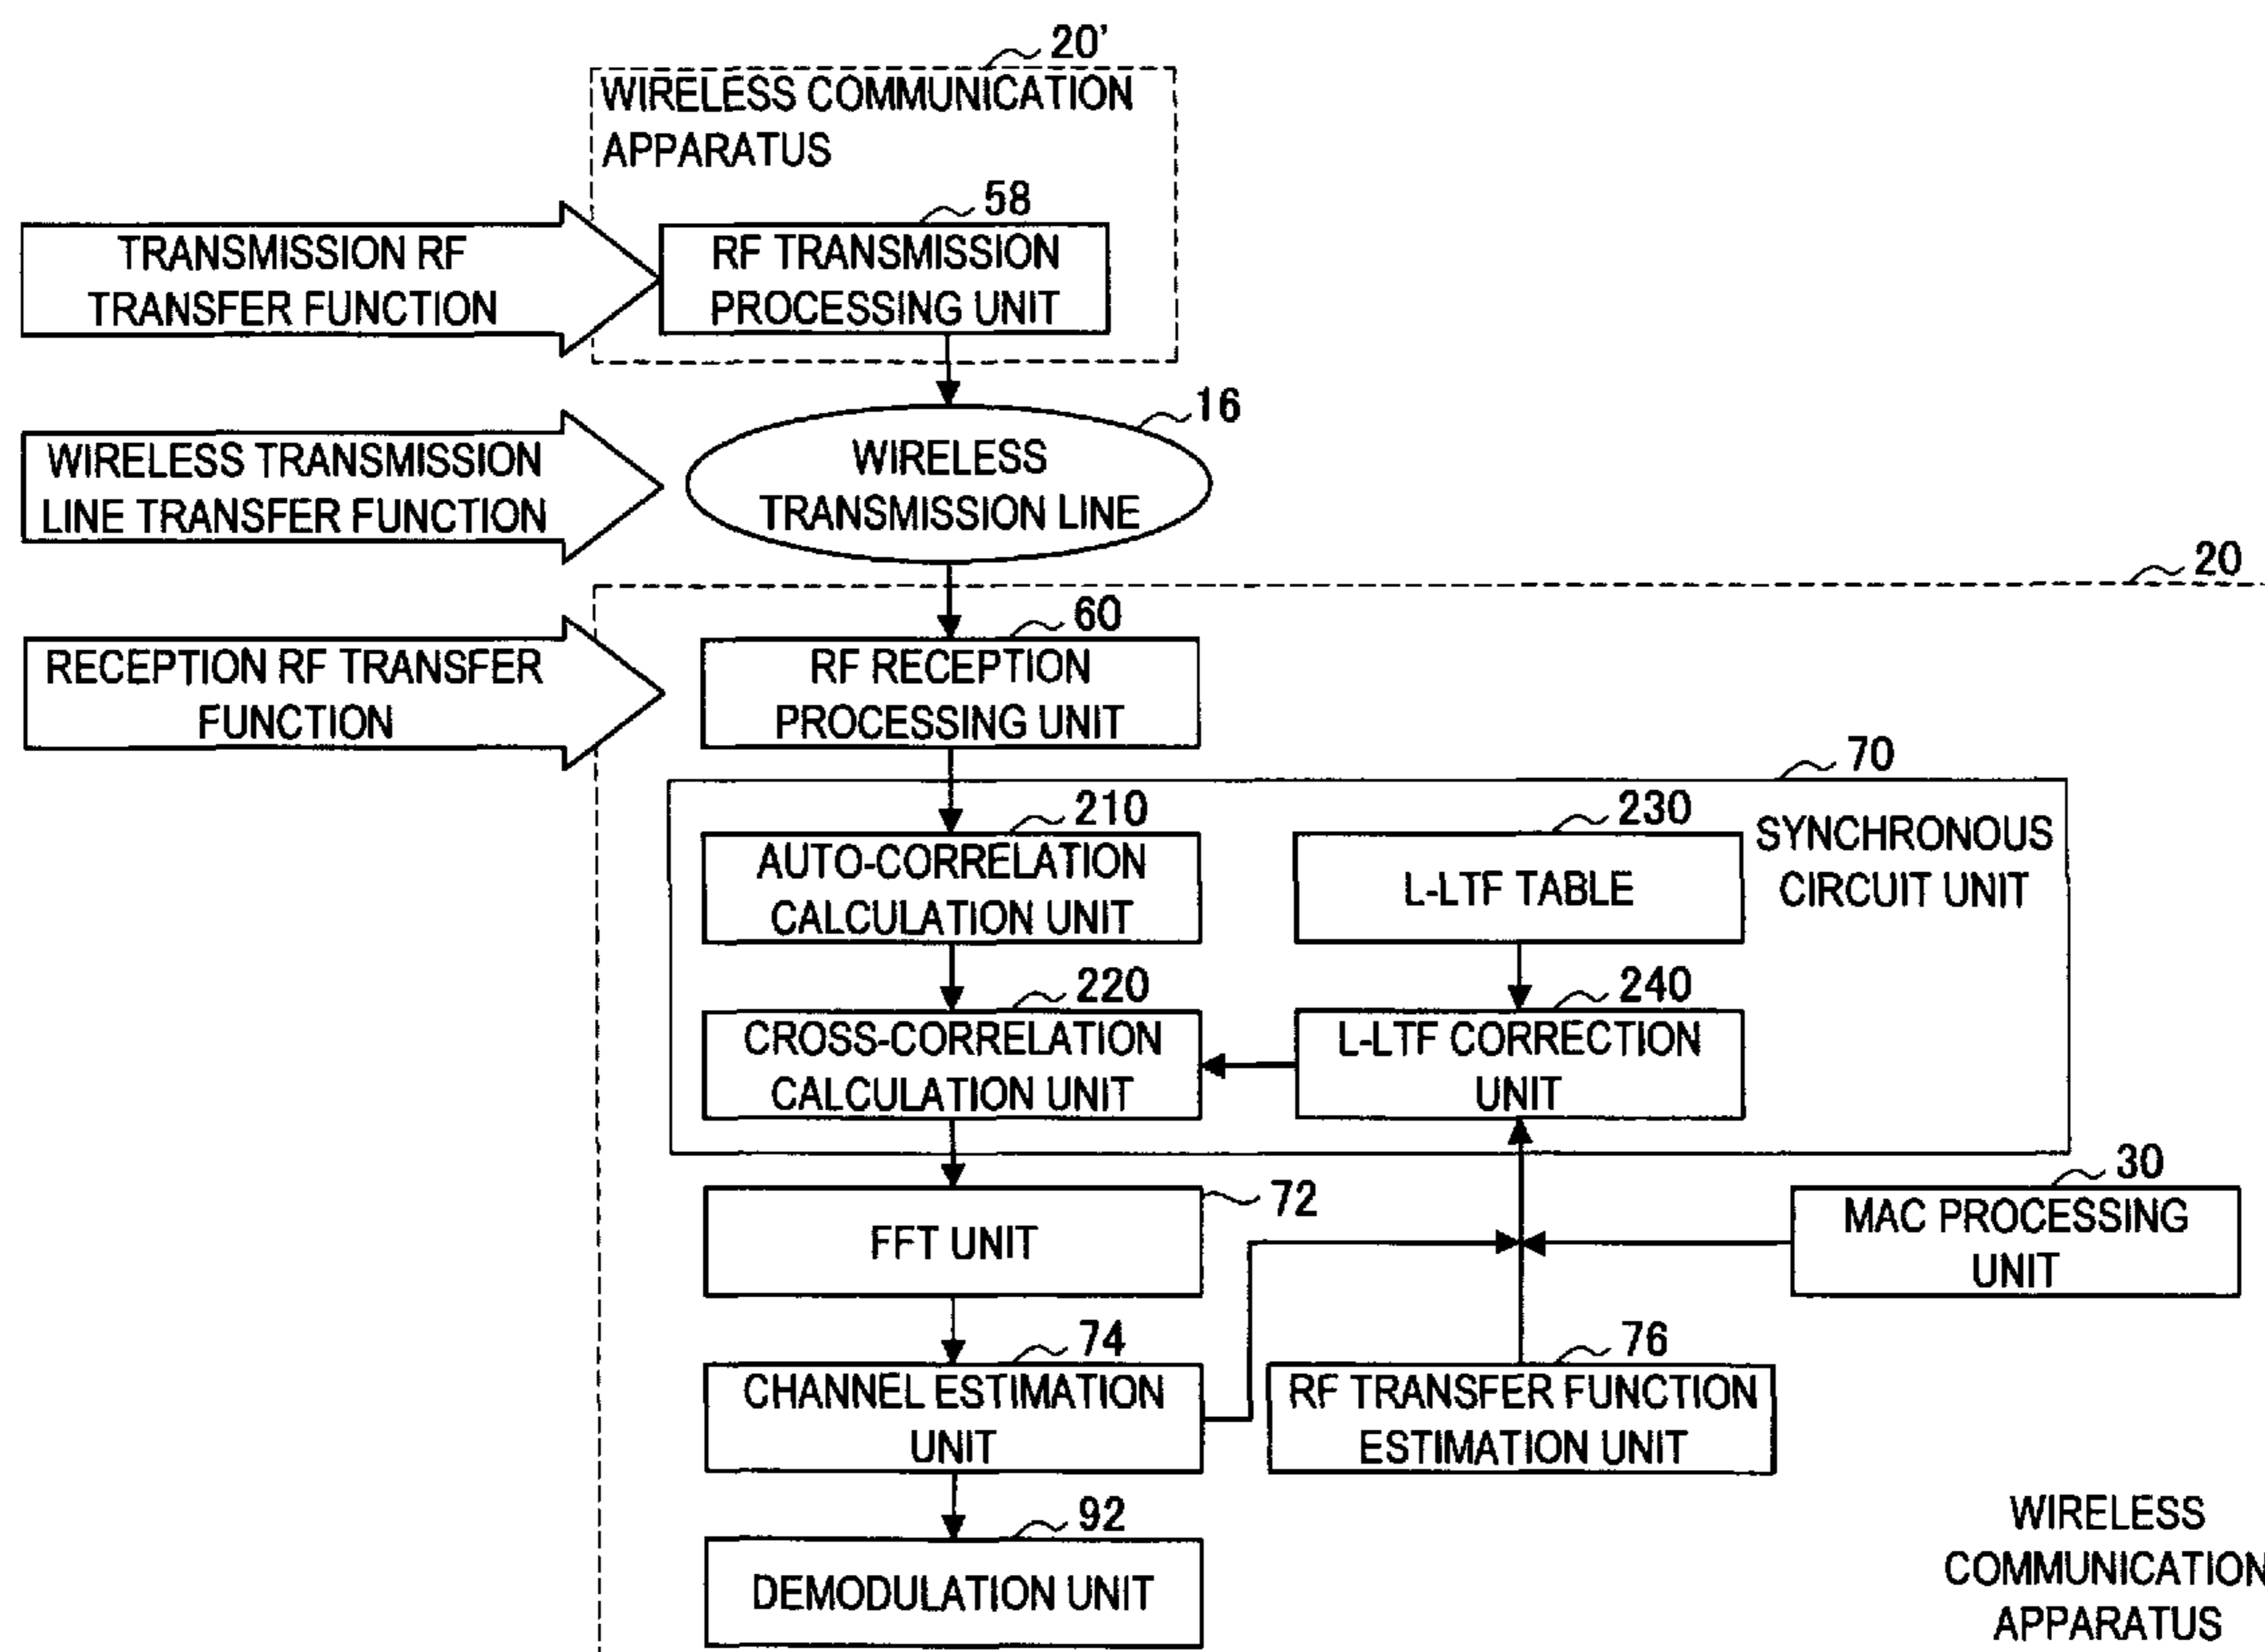 20'
WIRELESS COMMUNICATION
APPARATUS
58
TRANSMISSION RF
TRANSFER FUNCTION
RF TRANSMISSION
PROCESSING UNIT
16
WIRELESS TRANSMISSION
LINE TRANSFER FUNCTION
WIRELESS
TRANSMISSION LINE
20
60
RECEPTION RF TRANSFER
FUNCTION
RF RECEPTION
PROCESSING UNIT
70
210
AUTO-CORRELATION
CALCULATION UNIT
230
L-LTF TABLE
SYNCHRONOUS
CIRCUIT UNIT
220
CROSS-CORRELATION
CALCULATION UNIT
240
L-LTF CORRECTION
UNIT
72
FFT UNIT
30
MAC PROCESSING
UNIT
74
CHANNEL ESTIMATION
UNIT
76
RF TRANSFER FUNCTION
ESTIMATION UNIT
92
DEMODULATION UNIT
WIRELESS
COMMUNICATION
APPARATUS